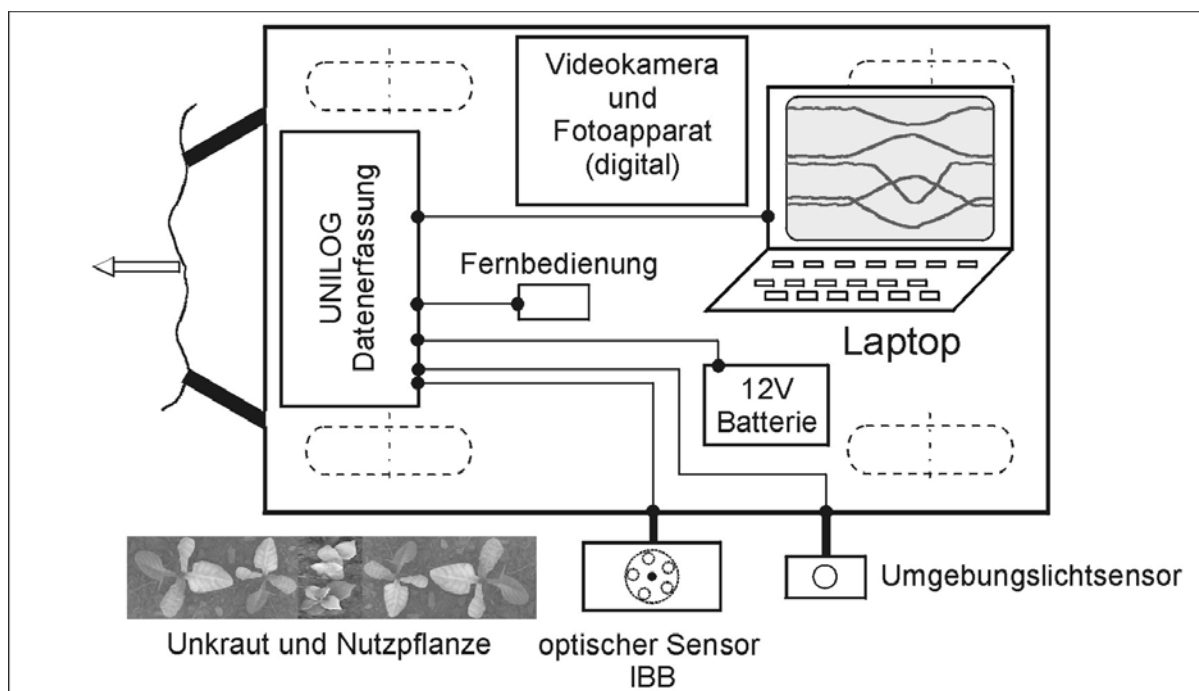 Videokamera
und
Fotoapparat
(digital)
UNILOG
Datenerfassung
Fernbedienung
Laptop
12V
Batterie
Umgebungslichtsensor
Unkraut und Nutzpflanze
optischer Sensor
IBB